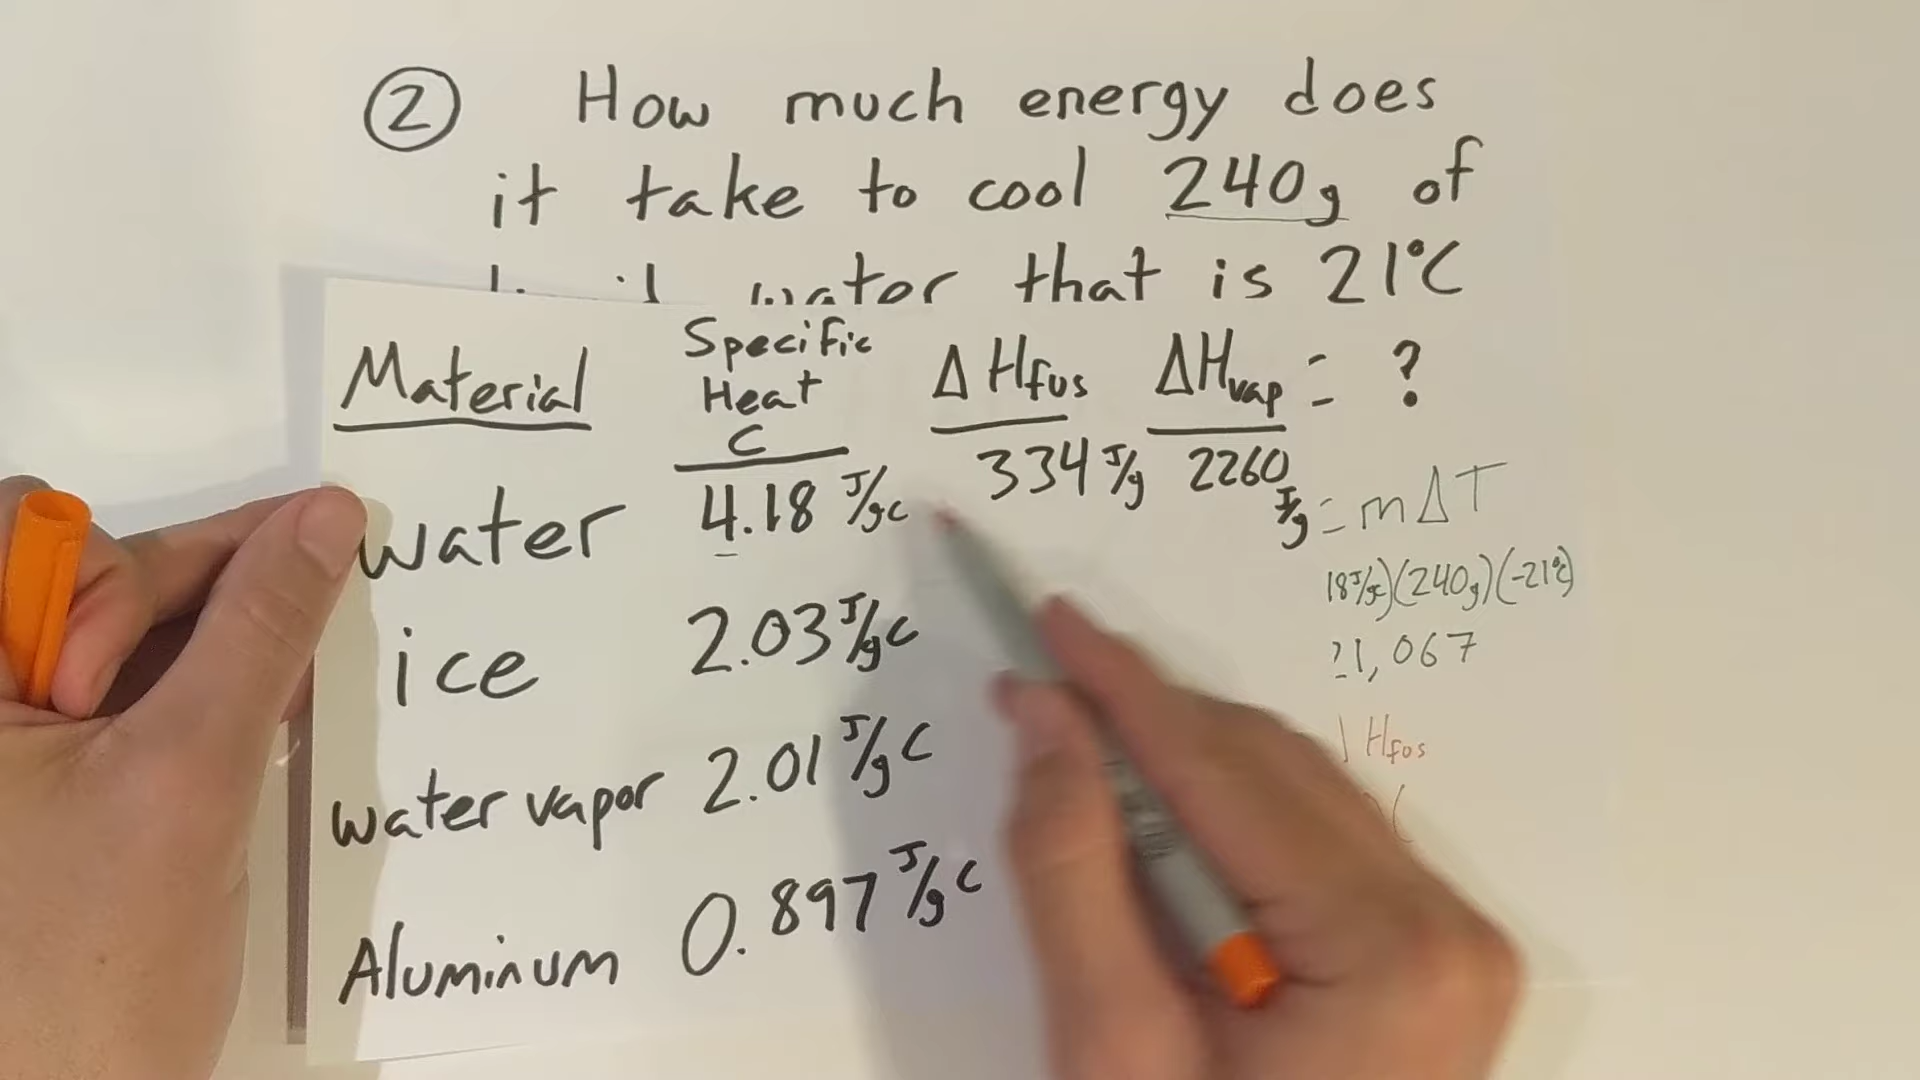 ② How much energy does
it take to cool 240g of
water that is 21°C
= ?
Material
Specific
Heat
C
ΔHfus
ΔHvap
water 4.18 J/gC 334 J/g 2260 J/g
ice 2.03 J/gC
water vapor 2.01 J/gC
Aluminum 0.897 J/gC
= mΔT
18 J/gC)(240g)(-21°C)
1,067
Hfus